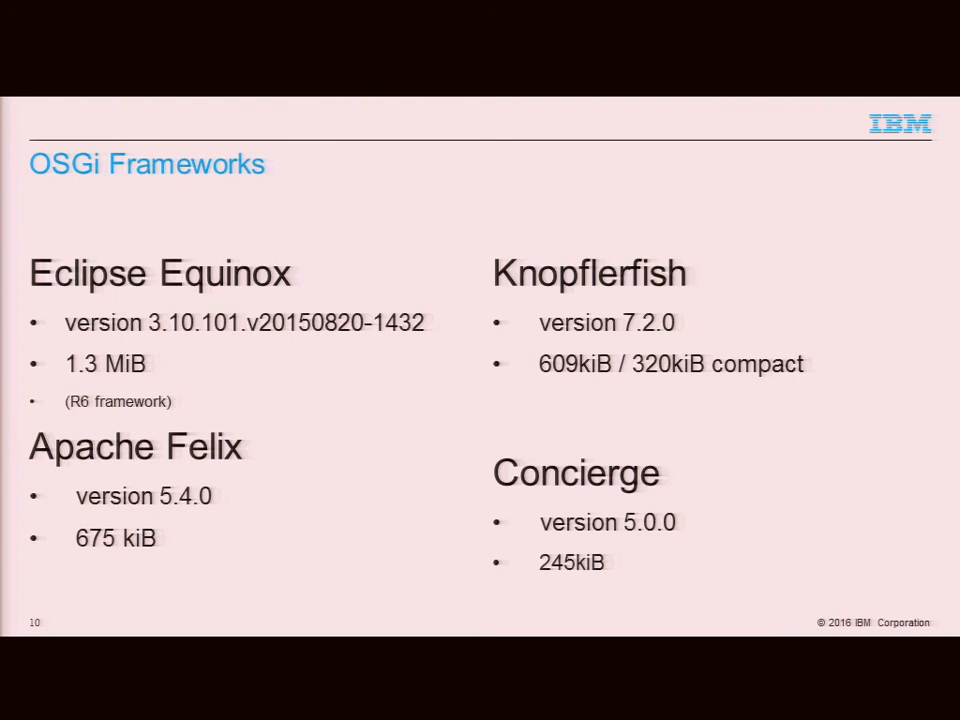 IBM
OSGi Frameworks
Eclipse Equinox
• version 3.10.101.v20150820-1432
• 1.3 MiB
• (R6 framework)
Apache Felix
• version 5.4.0
• 675 kiB
Knopflerfish
• version 7.2.0
• 609kiB / 320kiB compact
Concierge
• version 5.0.0
• 245kiB
10
© 2016 IBM Corporation